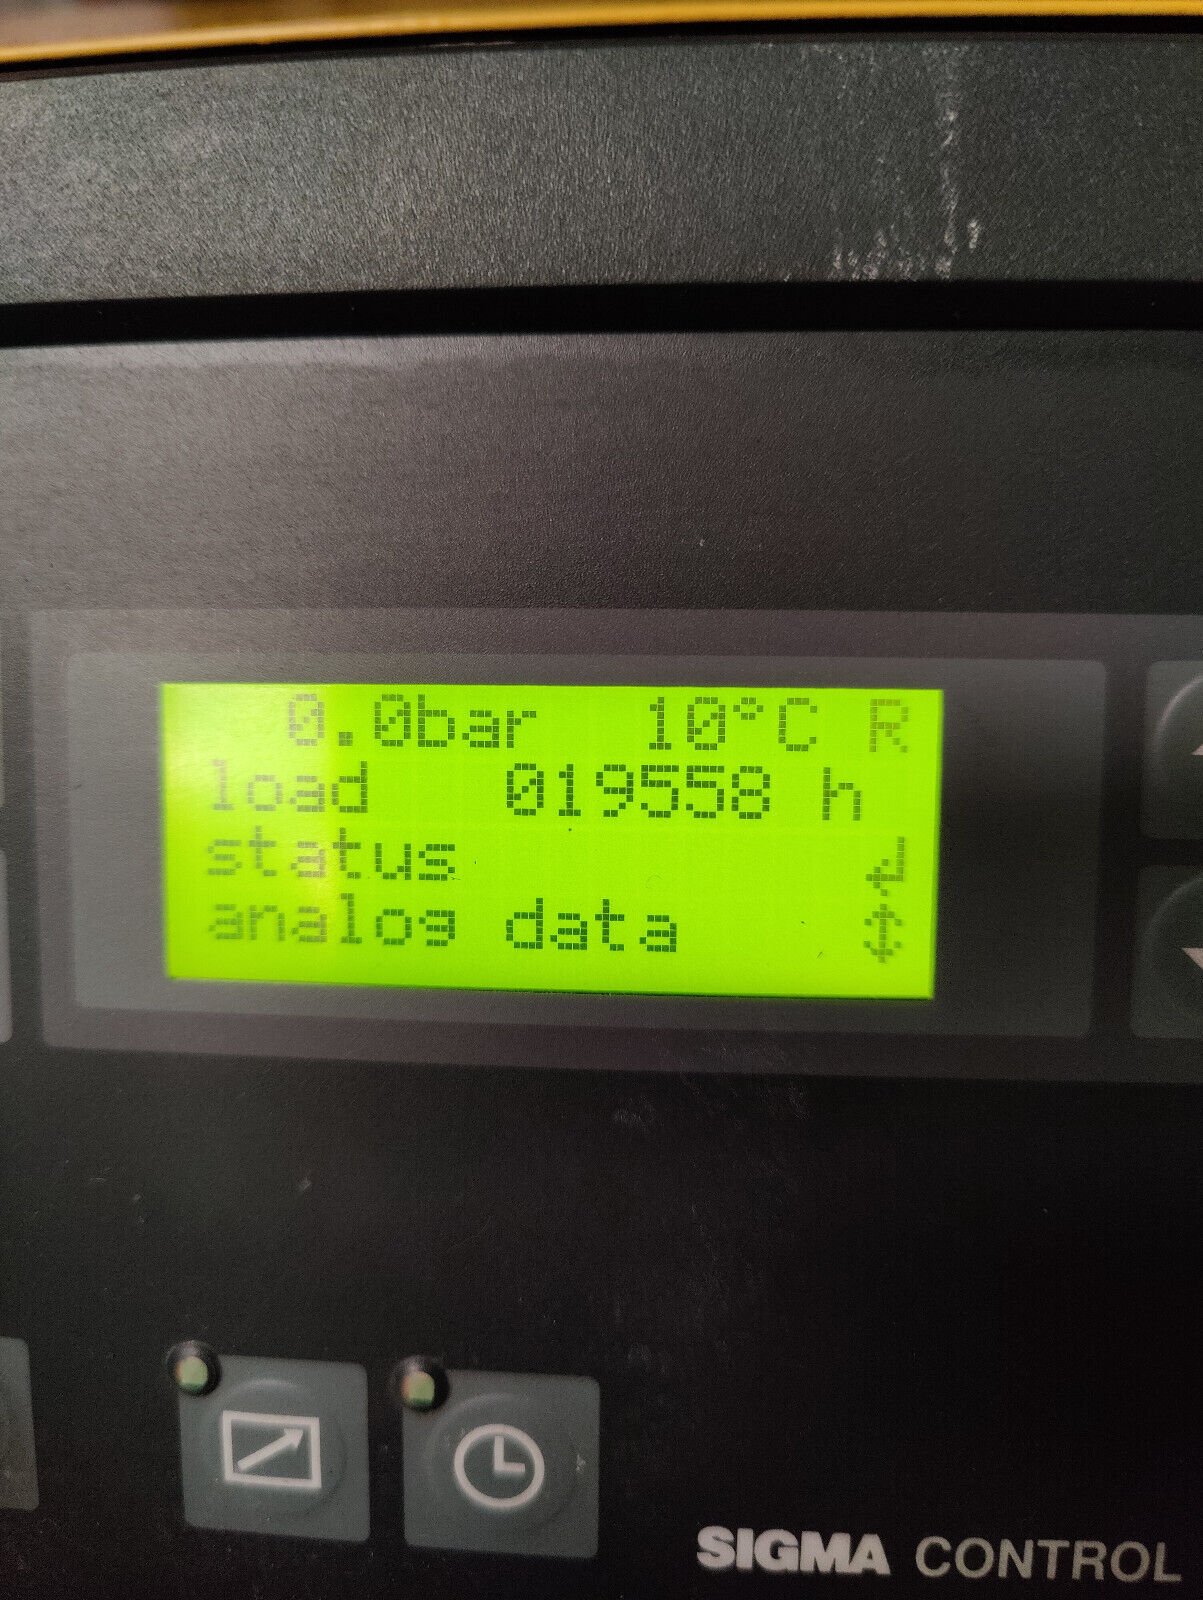 0.0bar 10°C R
load 019558 h
status
analog data
SIGMA CONTROL